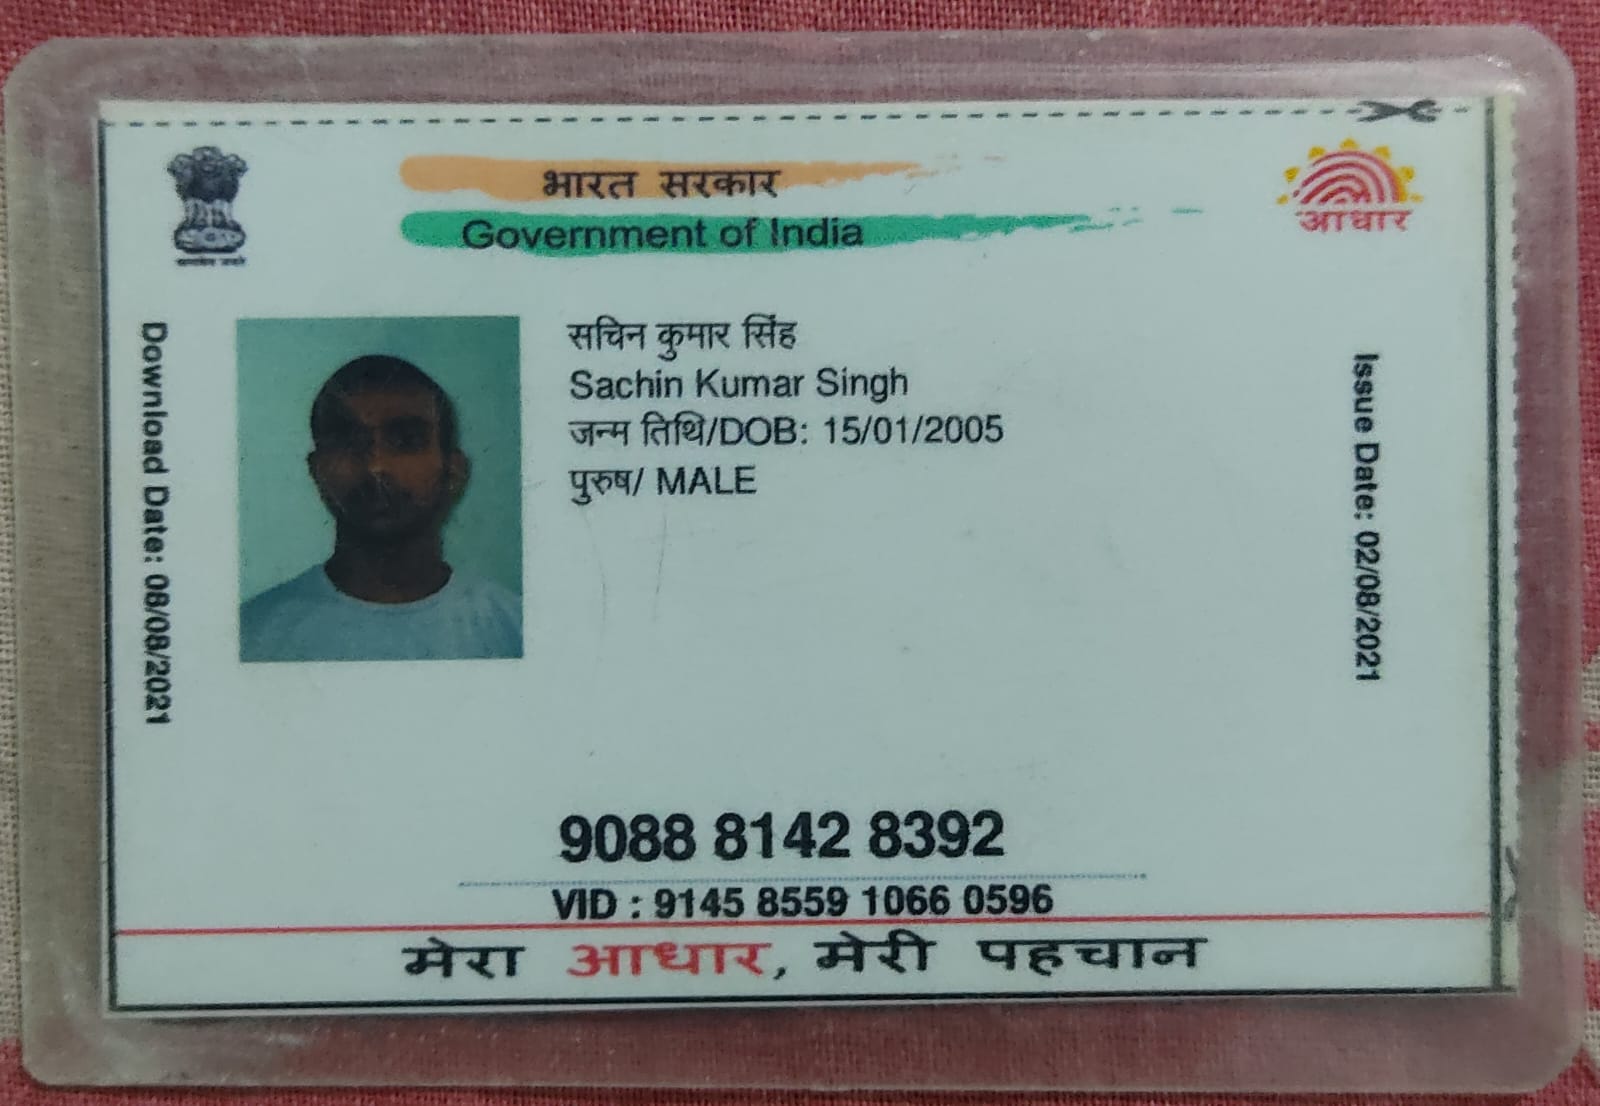 भारत सरकार
Government of India
आधार
सचिन कुमार सिंह
Sachin Kumar Singh
जन्म तिथि/DOB: 15/01/2005
पुरुष/ MALE
Download Date: 08/08/2021
Issue Date: 02/08/2021
9088 8142 8392
VID : 9145 8559 1066 0596
मेरा आधार, मेरी पहचान